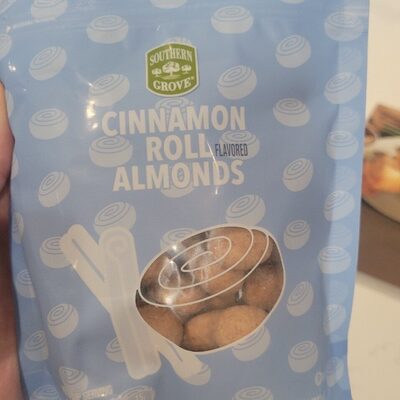 SOUTHERN
GROVE
CINNAMON
ROLL FLAVORED
ALMONDS